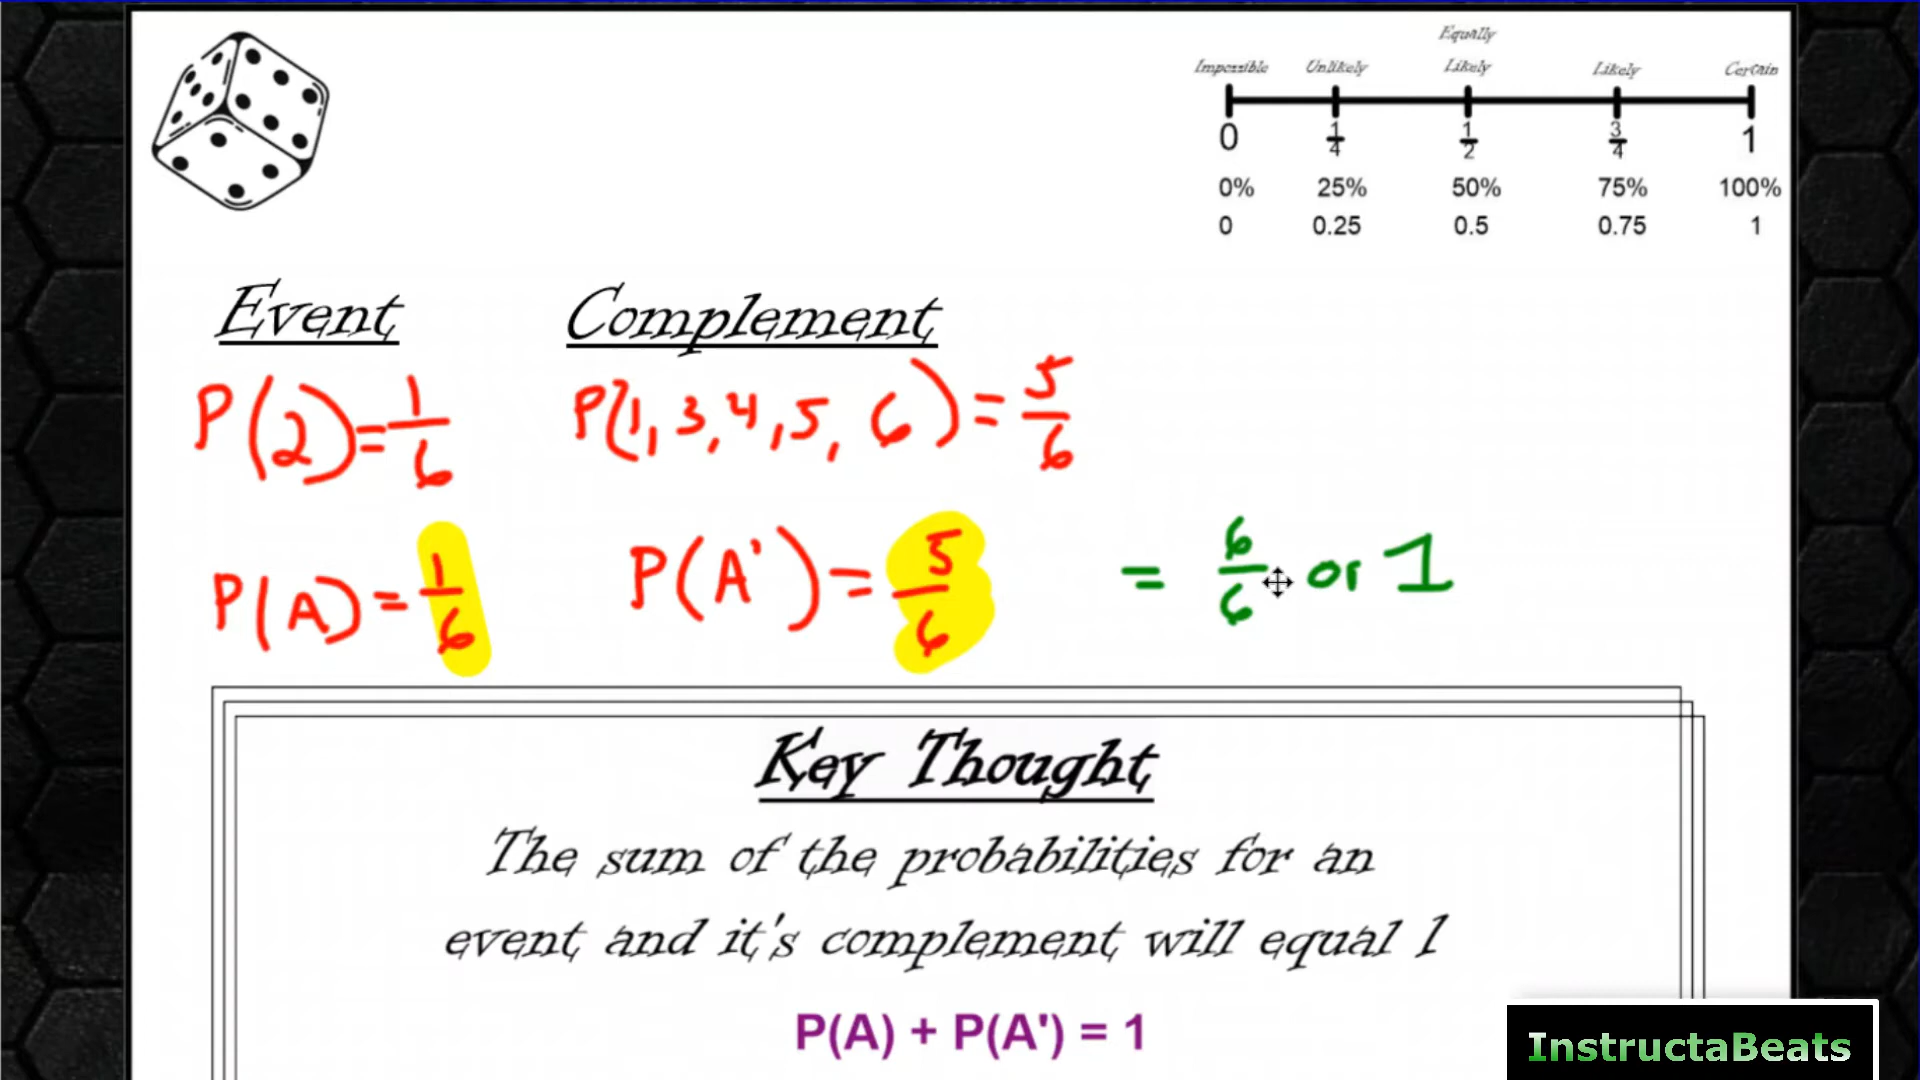 Equally
Impossible Unlikely Likely Likely Certain
0 1/4 1/2 3/4 1
0% 25% 50% 75% 100%
0 0.25 0.5 0.75 1
Event Complement
P(2)=1/6 P(1,3,4,5,6)=5/6
P(A)=1/6 P(A')=5/6 = 6/6 or 1
Key Thought
The sum of the probabilities for an
event and it's complement will equal 1
P(A) + P(A') = 1
InstructaBeats